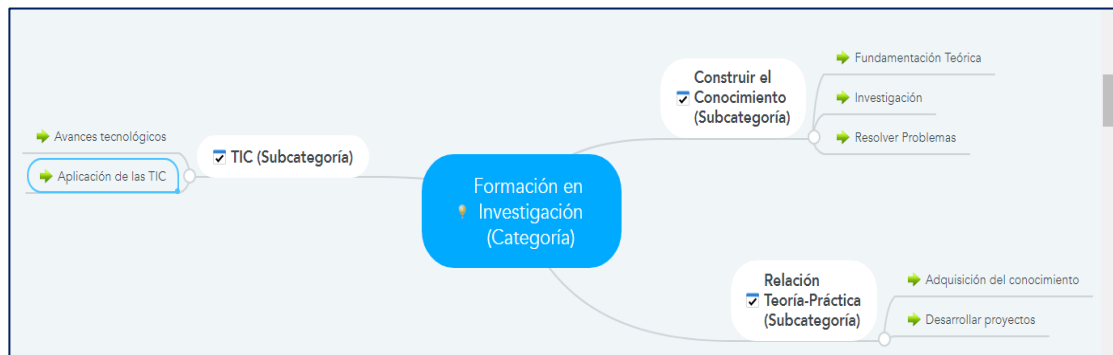 Avances tecnológicos
Aplicación de las TIC
TIC (Subcategoría)
Formación en
Investigación
(Categoría)
Construir el
Conocimiento
(Subcategoría)
Fundamentación Teórica
Investigación
Resolver Problemas
Relación
Teoría-Práctica
(Subcategoría)
Adquisición del conocimiento
Desarrollar proyectos